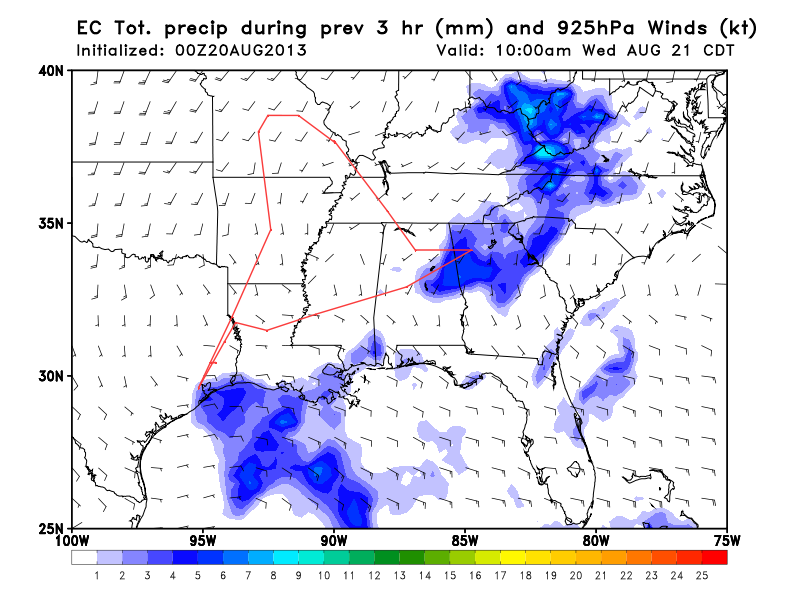 EC Tot. precip during prev 3 hr (mm) and 925hPa Winds (kt)
Initialized: 00Z20AUG2013 Valid: 10:00am Wed AUG 21 CDT
40N
35N
30N
25N
100W 95W 90W 85W 80W 75W
1 2 3 4 5 6 7 8 9 10 11 12 13 14 15 16 17 18 19 20 21 22 23 24 25